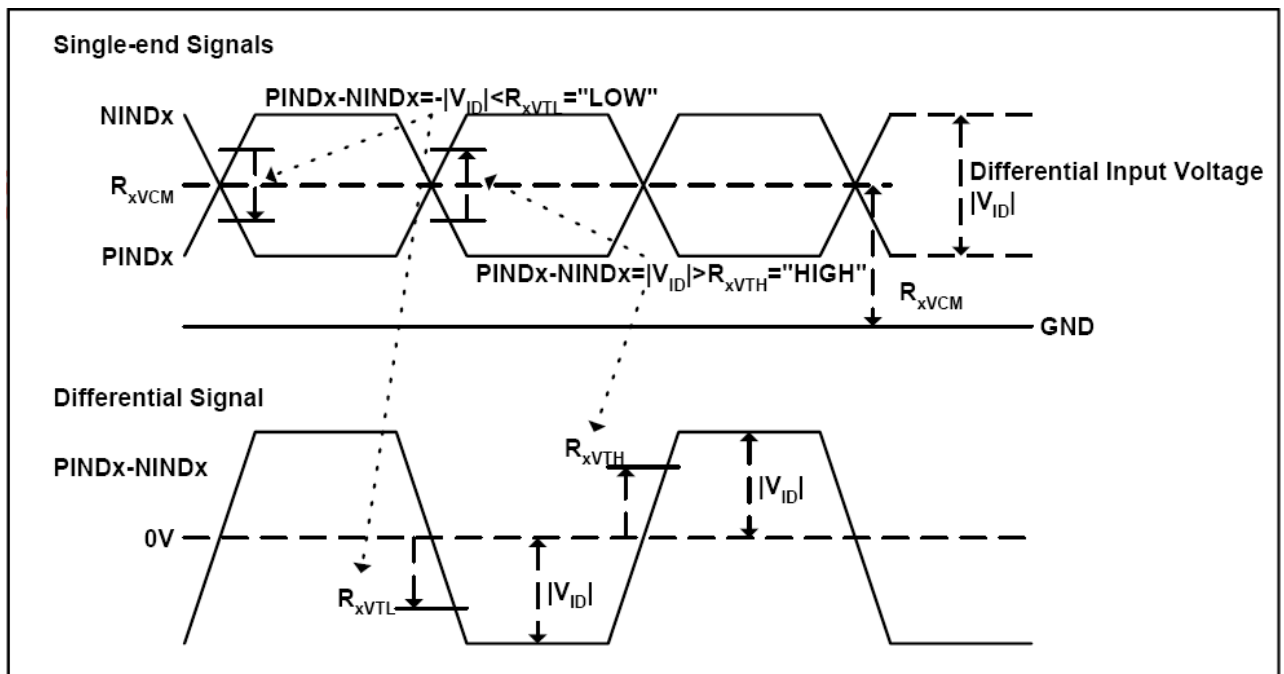 Single-end Signals
PINDx-NINDx=-|VID|<RxVTL="LOW"
NINDx
Differential Input Voltage
|VID|
RxVCM
PINDx
PINDx-NINDx=|VID|>RxVTH="HIGH"
RxVCM
GND
Differential Signal
RxVTH
PINDx-NINDx
|VID|
0V
RxVTL
|VID|